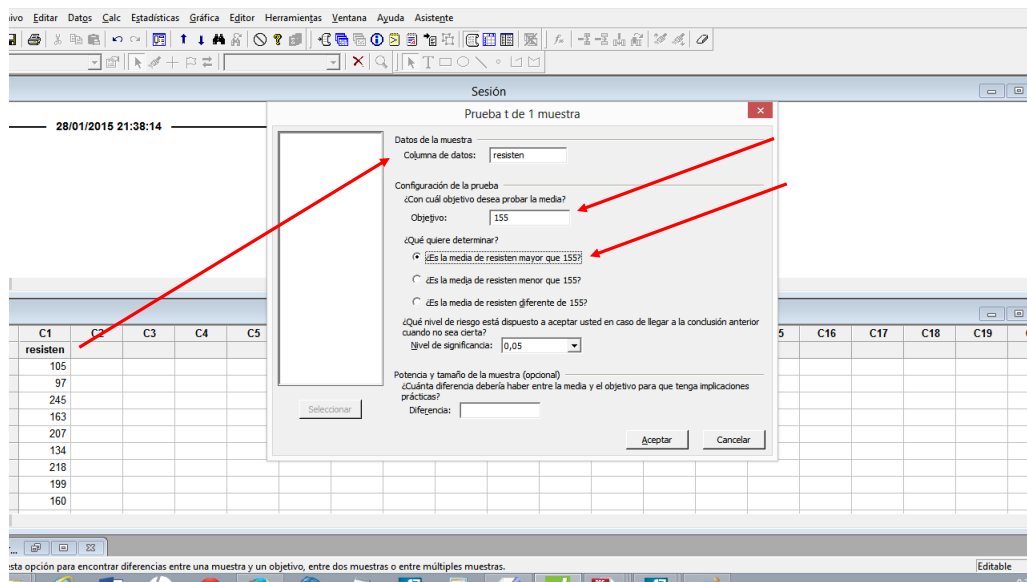 ivo Editar Datos Calc Estadísticas Gráfica Editor Herramientas Ventana Ayuda Asistente
Sesión
Prueba t de 1 muestra
28/01/2015 21:38:14
Datos de la muestra
Columna de datos: resisten
Configuración de la prueba
¿Con cuál objetivo desea probar la media?
Objetivo: 155
¿Qué quiere determinar?
¿Es la media de resisten mayor que 155?
¿Es la media de resisten menor que 155?
¿Es la media de resisten diferente de 155?
¿Qué nivel de riesgo está dispuesto a aceptar usted en caso de llegar a la conclusión anterior
cuando no sea cierta?
Nivel de significancia: 0,05
Potencia y tamaño de la muestra (opcional)
¿Cuánta diferencia debería haber entre la media y el objetivo para que tenga implicaciones
prácticas?
Diferencia:
Seleccionar
Aceptar Cancelar
C1 C2 C3 C4 C5 5 C16 C17 C18 C19
resisten
105
97
245
163
207
134
218
199
160
esta opción para encontrar diferencias entre una muestra y un objetivo, entre dos muestras o entre múltiples muestras. Editable